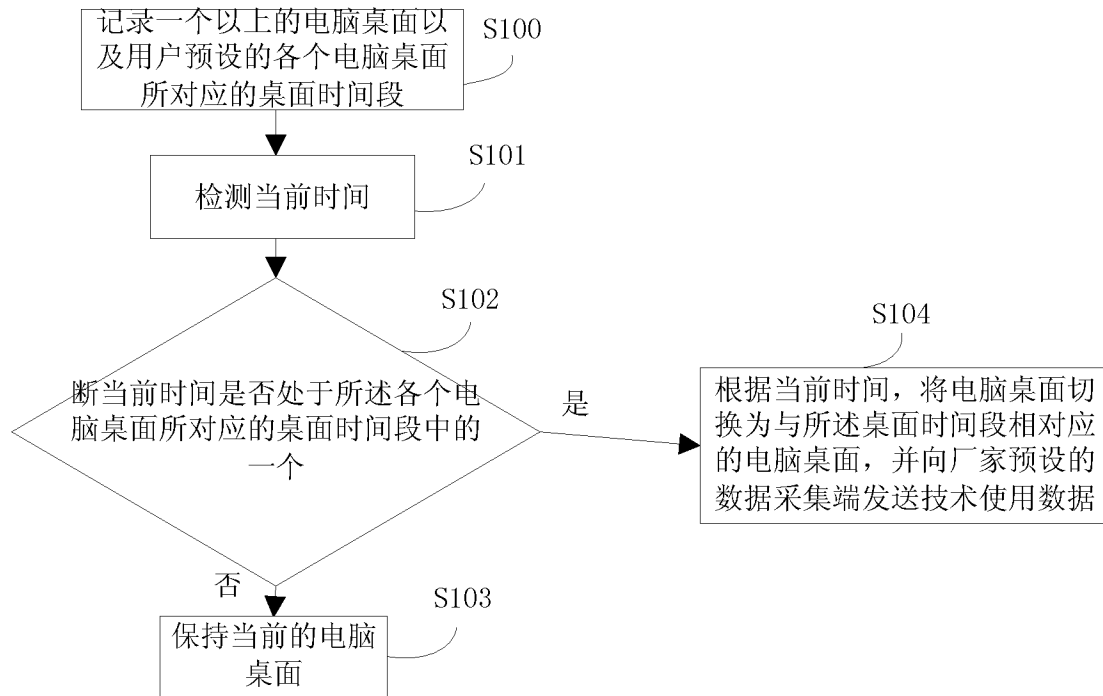 记录一个以上的电脑桌面以
及用户预设的各个电脑桌面
所对应的桌面时间段
S100
检测当前时间
S101
S102
断当前时间是否处于所述各个电
脑桌面所对应的桌面时间段中的
一个
是
S104
根据当前时间，将电脑桌面切
换为与所述桌面时间段相对应
的电脑桌面，并向厂家预设的
数据采集端发送技术使用数据
否
S103
保持当前的电脑
桌面